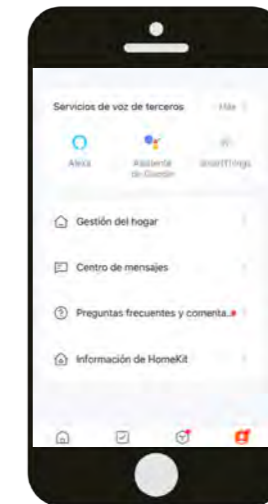 Servicios de voz de terceros Más
Alexa
Asistente
de Google
SmartThings
Gestión del hogar
Centro de mensajes
Preguntas frecuentes y comenta...
Información de HomeKit